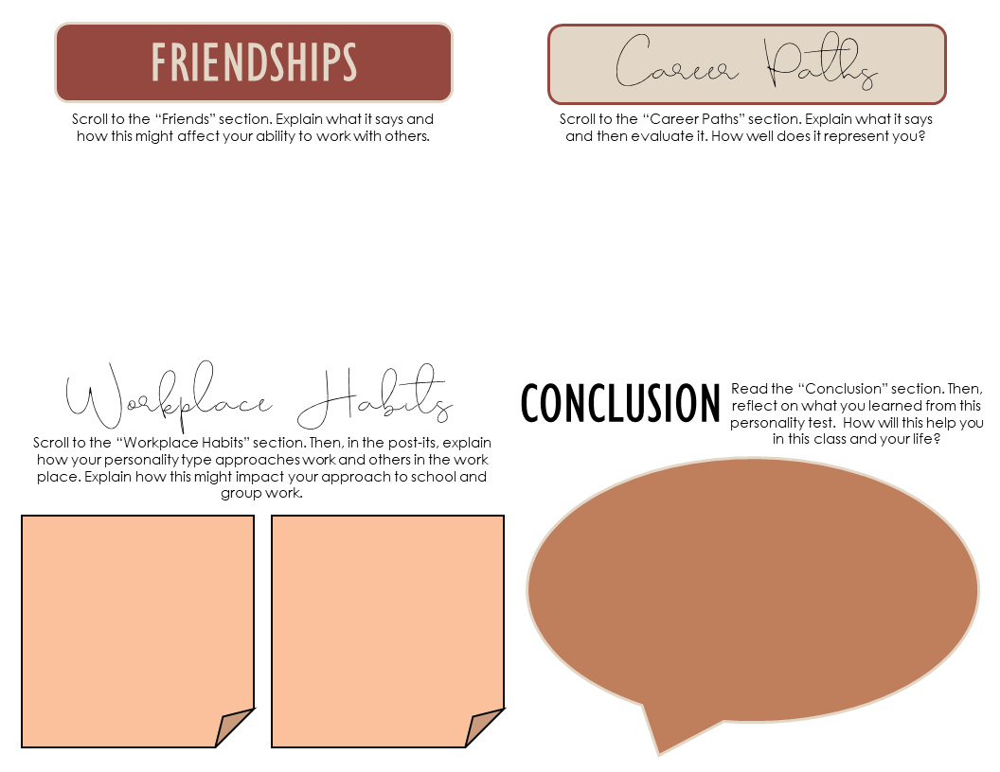 FRIENDSHIPS
Scroll to the “Friends” section. Explain what it says and
how this might affect your ability to work with others.
Career Paths
Scroll to the “Career Paths” section. Explain what it says
and then evaluate it. How well does it represent you?
Workplace Habits
Scroll to the “Workplace Habits” section. Then, in the post-its, explain
how your personality type approaches work and others in the work
place. Explain how this might impact your approach to school and
group work.
CONCLUSION
Read the “Conclusion” section. Then,
reflect on what you learned from this
personality test. How will this help you
in this class and your life?